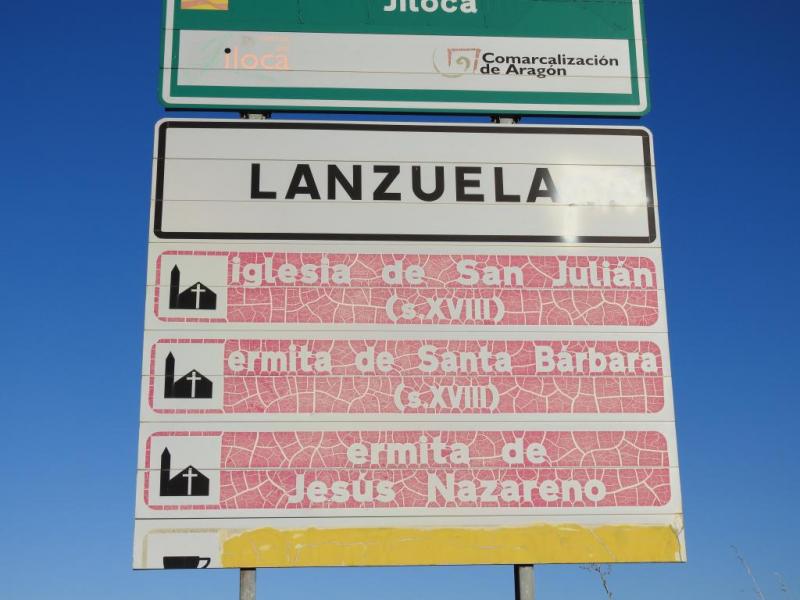 Jiloca
Jiloca
Comarcalización
de Aragón
LANZUELA
iglesia de San Julián
(s.XVIII)
ermita de Santa Bárbara
(s.XVIII)
ermita de
Jesús Nazareno